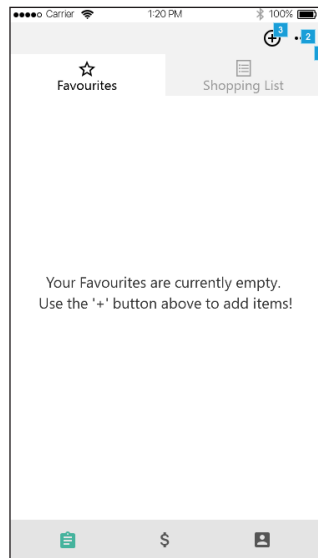 Carrier 1:20 PM 100%
3
2
Favourites Shopping List
Your Favourites are currently empty.
Use the '+' button above to add items!
$